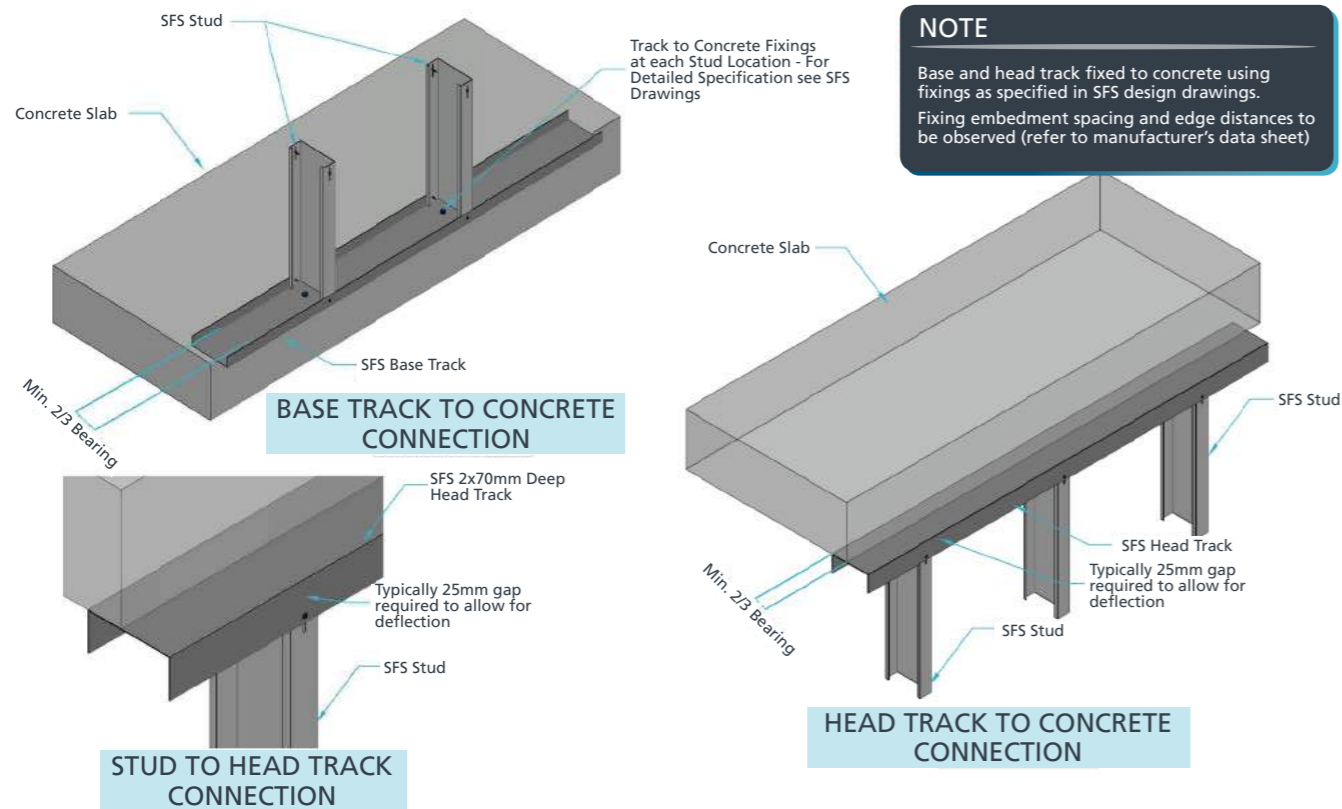 SFS Stud
Track to Concrete Fixings
at each Stud Location - For
Detailed Specification see SFS
Drawings
Concrete Slab
SFS Base Track
Min. 2/3 Bearing
BASE TRACK TO CONCRETE
CONNECTION
NOTE
Base and head track fixed to concrete using
fixings as specified in SFS design drawings.
Fixing embedment spacing and edge distances to
be observed (refer to manufacturer's data sheet)
Concrete Slab
SFS Stud
SFS Head Track
Typically 25mm gap
required to allow for
deflection
Min. 2/3 Bearing
SFS Stud
HEAD TRACK TO CONCRETE
CONNECTION
SFS 2x70mm Deep
Head Track
Typically 25mm gap
required to allow for
deflection
SFS Stud
STUD TO HEAD TRACK
CONNECTION